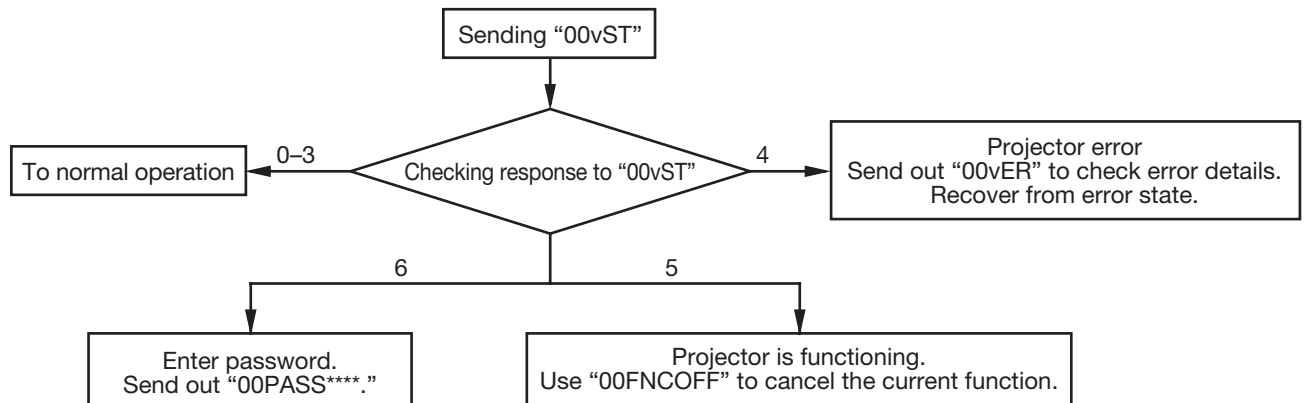 Sending “00vST”
0–3
4
To normal operation
Checking response to “00vST”
Projector error
Send out “00vER” to check error details.
Recover from error state.
6
5
Enter password.
Send out “00PASS****.”
Projector is functioning.
Use “00FNCOFF” to cancel the current function.